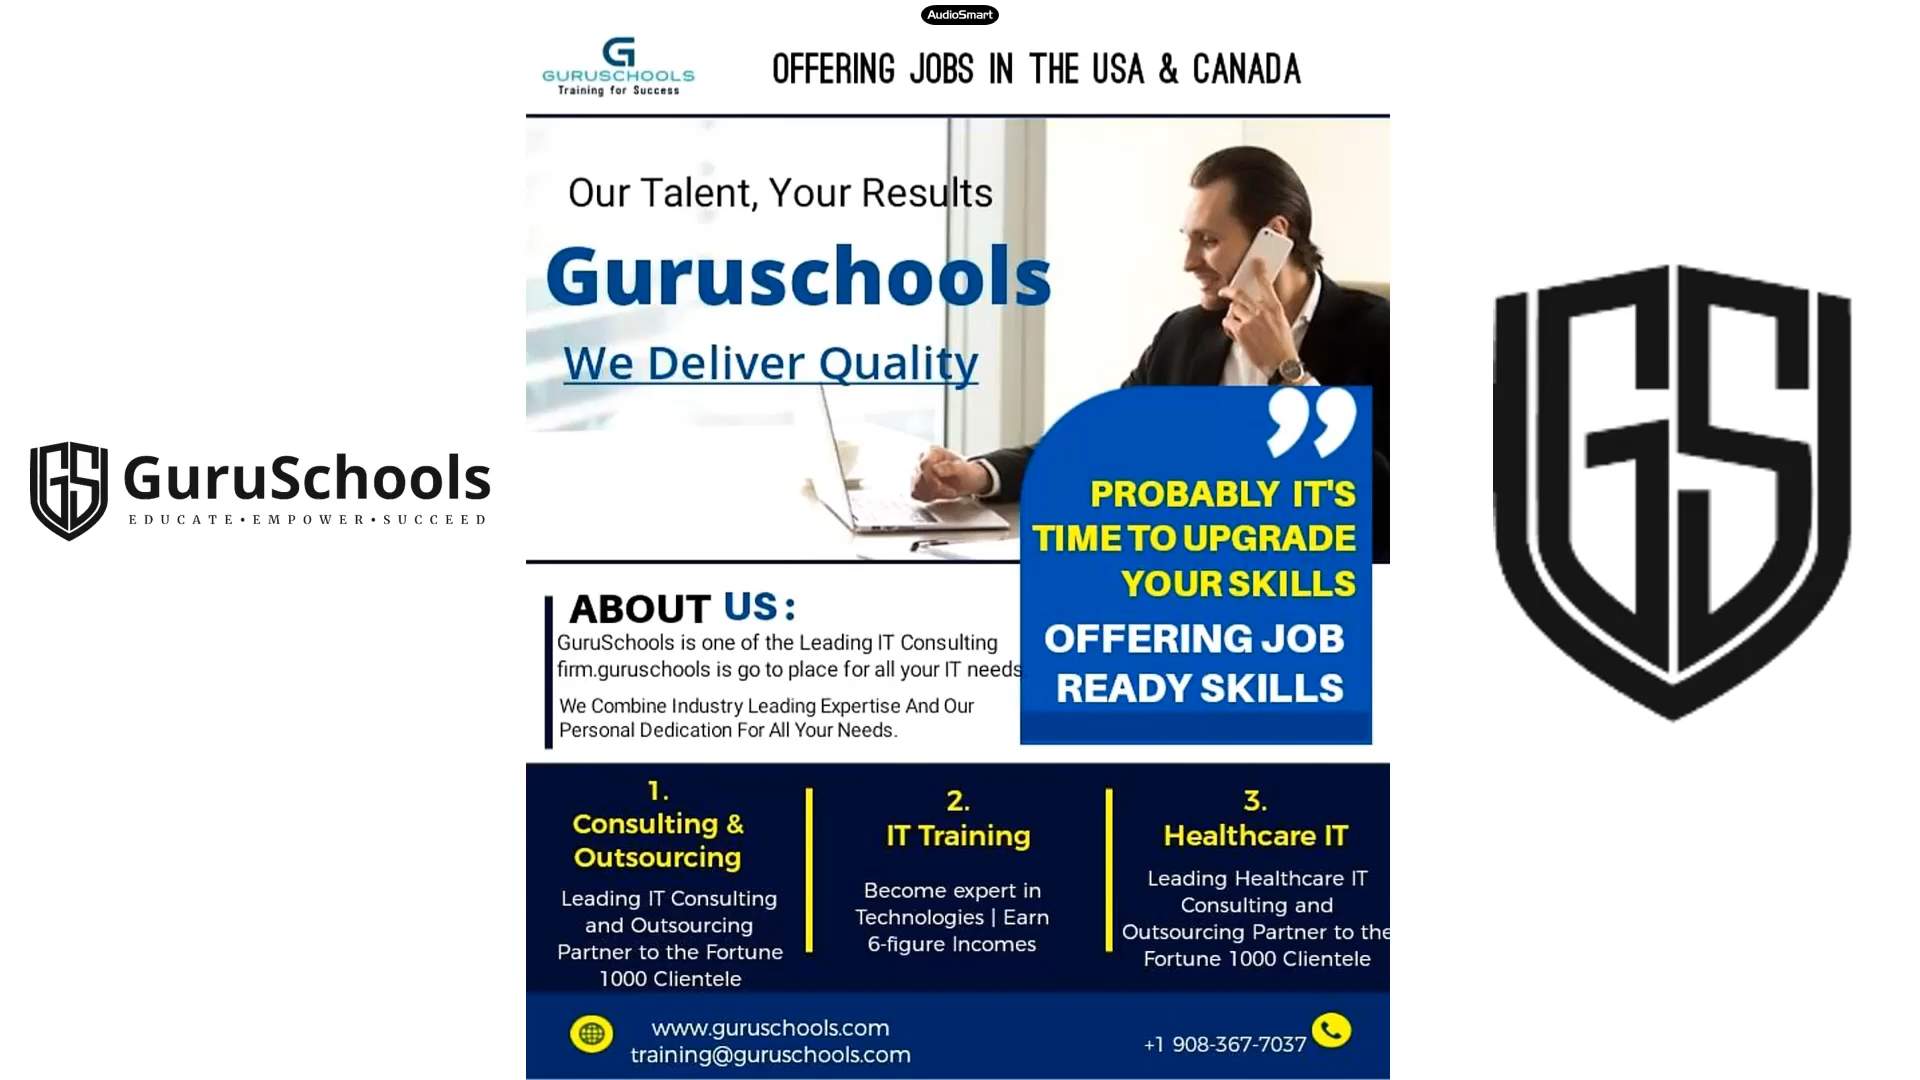 AudioSmart
G
GURUSCHOOLS
Training for Success
OFFERING JOBS IN THE USA & CANADA
Our Talent, Your Results
Guruschools
We Deliver Quality
GS
GuruSchools
EDUCATE•EMPOWER•SUCCEED
GS
”
PROBABLY IT'S
TIME TO UPGRADE
YOUR SKILLS
OFFERING JOB
READY SKILLS
ABOUT US :
GuruSchools is one of the Leading IT Consulting
firm.guruschools is go to place for all your IT needs.
We Combine Industry Leading Expertise And Our
Personal Dedication For All Your Needs.
1.
Consulting &
Outsourcing
Leading IT Consulting
and Outsourcing
Partner to the Fortune
1000 Clientele
2.
IT Training
Become expert in
Technologies | Earn
6-figure Incomes
3.
Healthcare IT
Leading Healthcare IT
Consulting and
Outsourcing Partner to the
Fortune 1000 Clientele
www.guruschools.com
training@guruschools.com
+1 908-367-7037